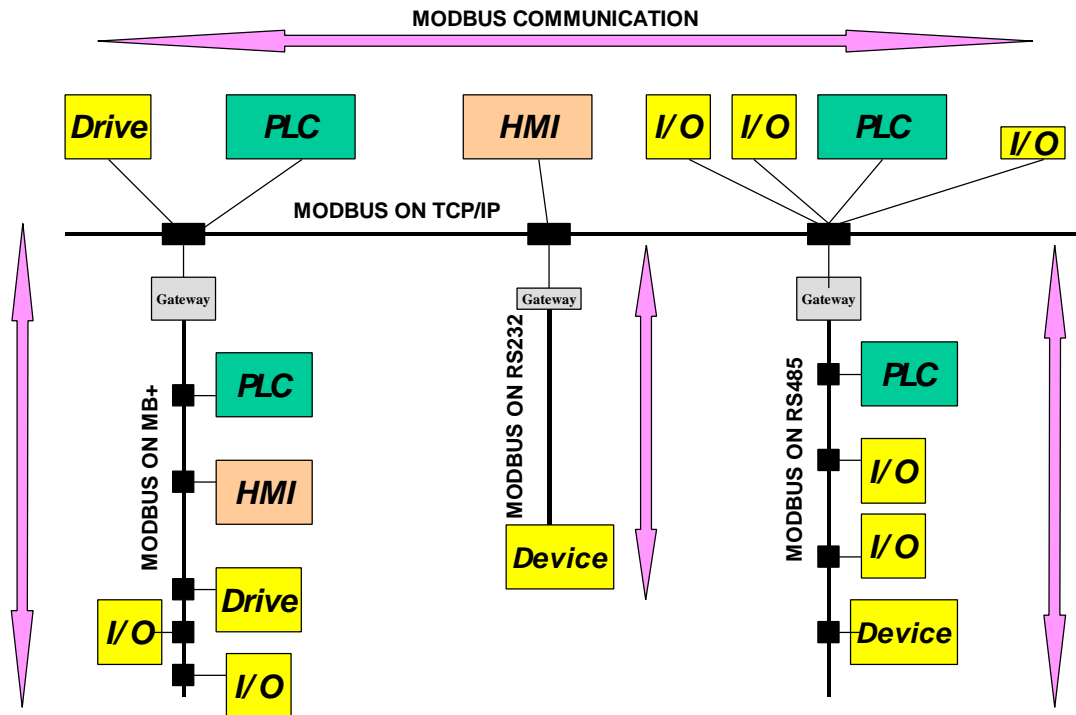 MODBUS COMMUNICATION
Drive
PLC
HMI
I/O
I/O
PLC
I/O
MODBUS ON TCP/IP
Gateway
Gateway
Gateway
MODBUS ON MB+
PLC
HMI
Drive
I/O
I/O
MODBUS ON RS232
Device
MODBUS ON RS485
PLC
I/O
I/O
Device